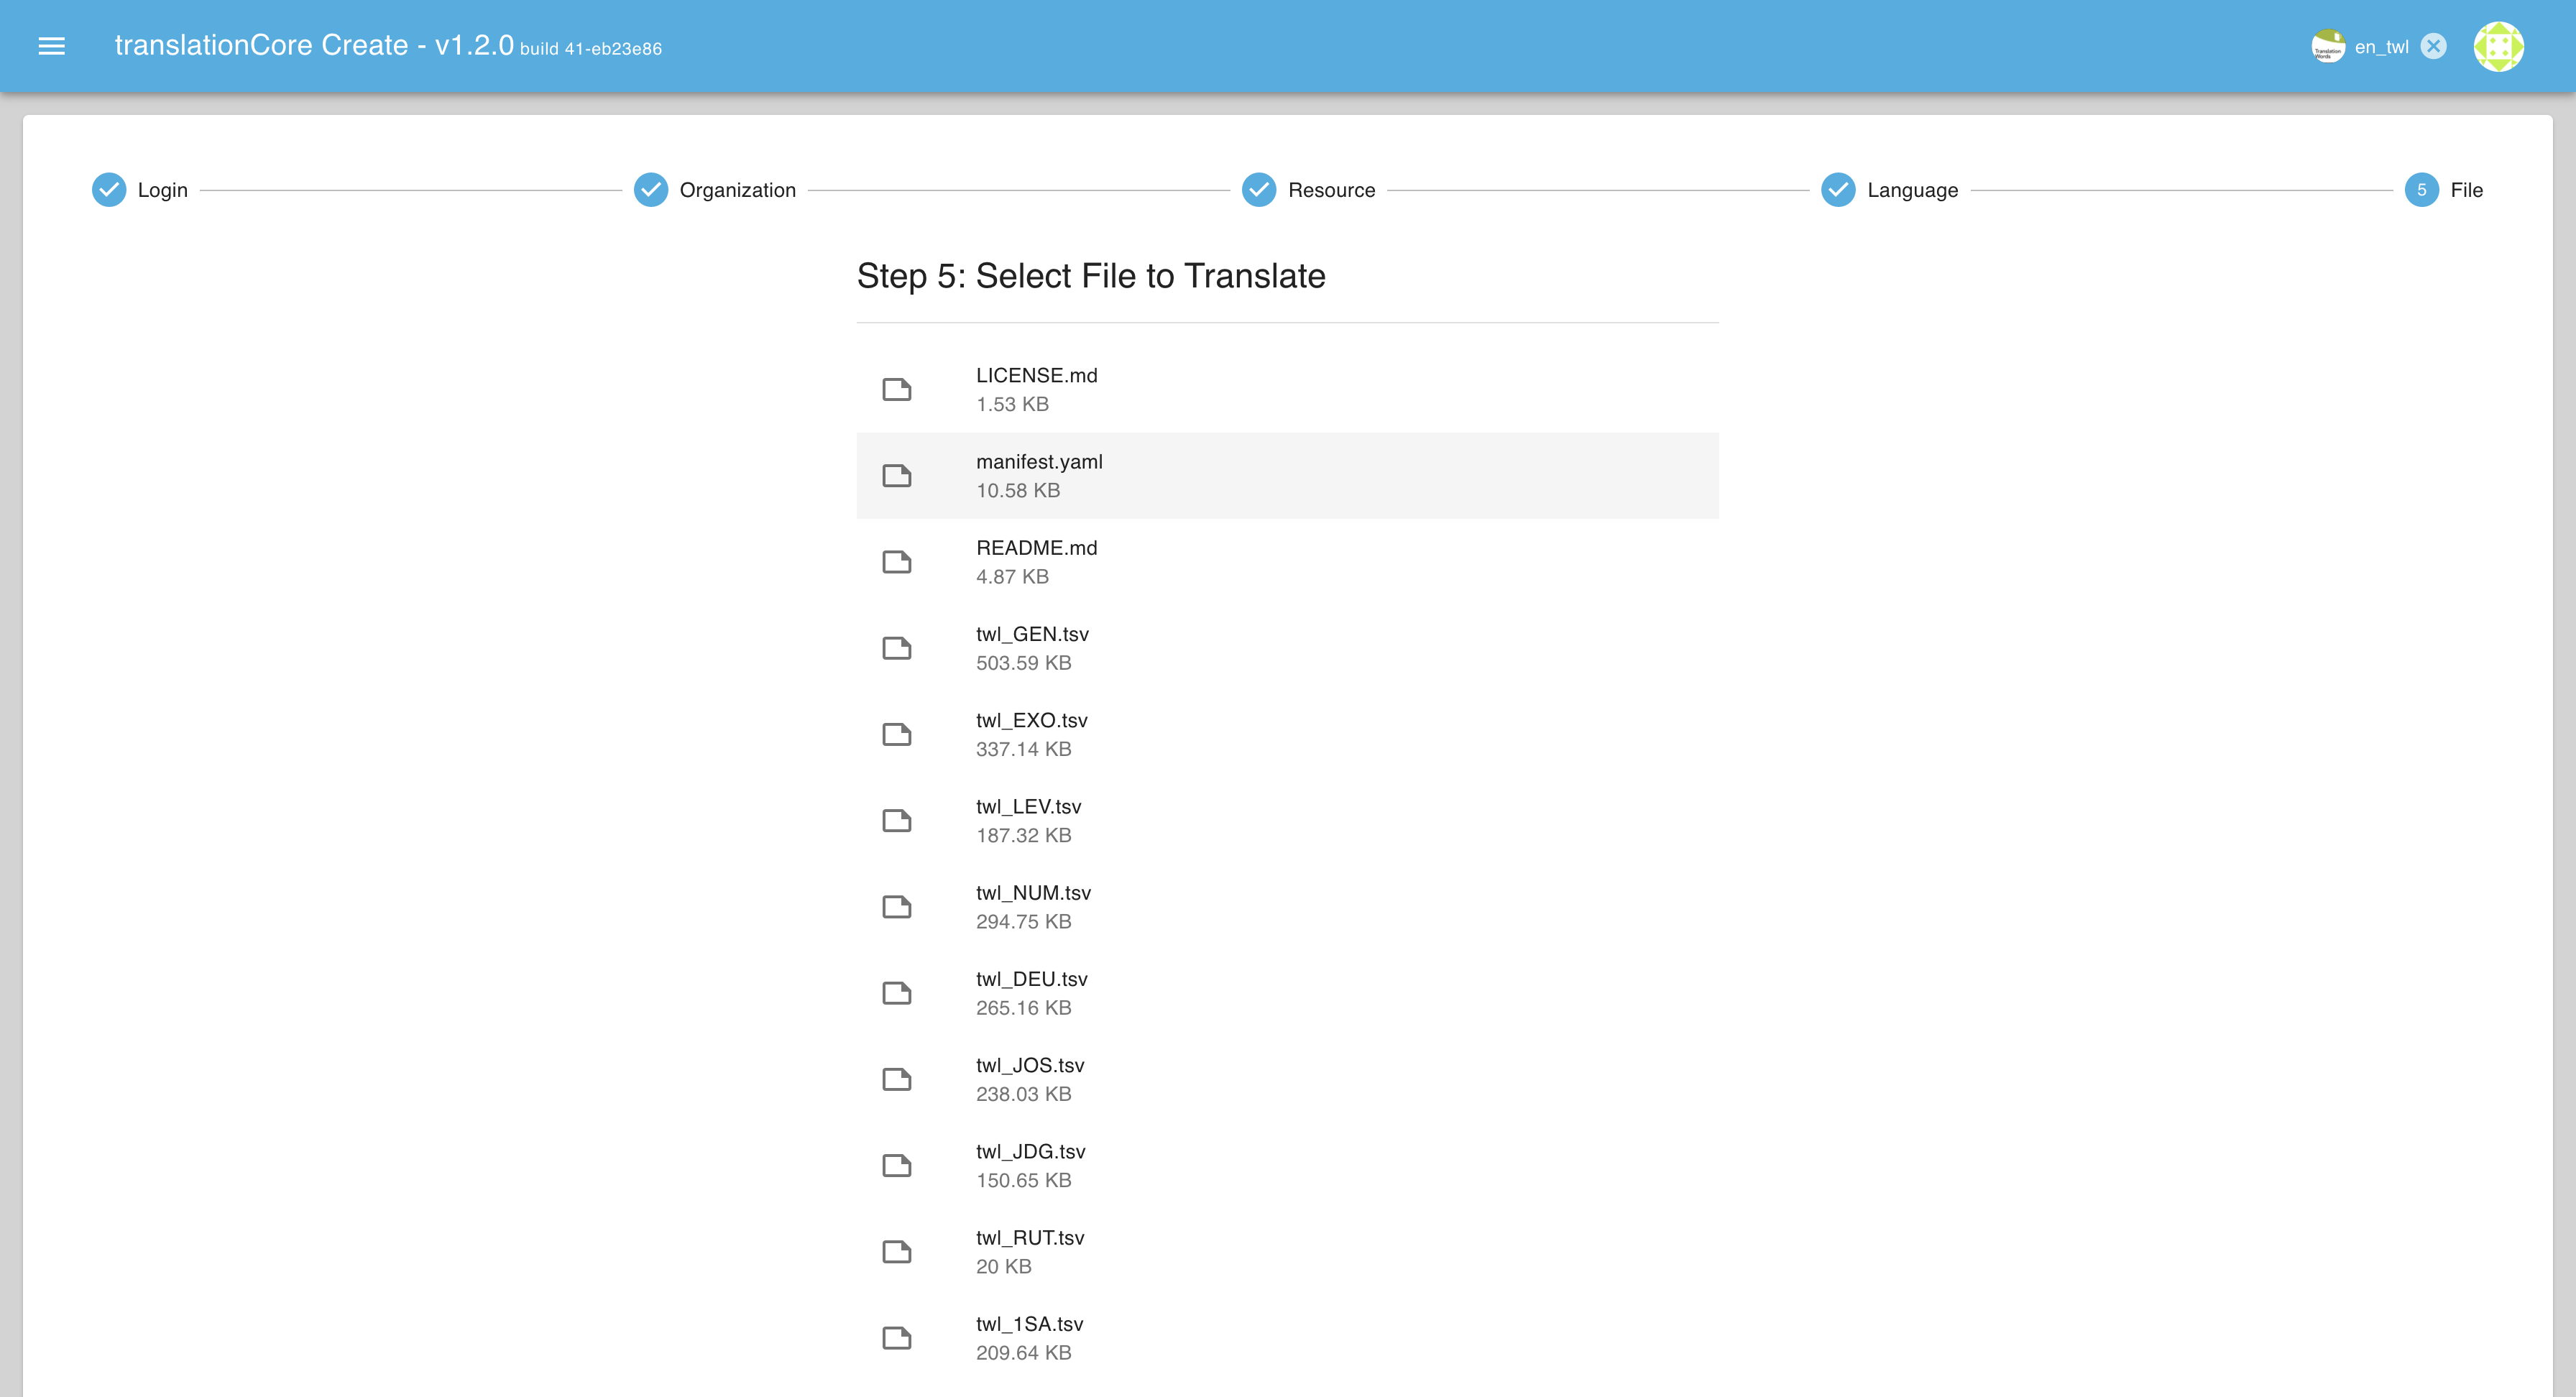 translationCore Create - v1.2.0 build 41-eb23e86
Translation
Words
en_twl
Login
Organization
Resource
Language
5 File
Step 5: Select File to Translate
LICENSE.md
1.53 KB
manifest.yaml
10.58 KB
README.md
4.87 KB
twl_GEN.tsv
503.59 KB
twl_EXO.tsv
337.14 KB
twl_LEV.tsv
187.32 KB
twl_NUM.tsv
294.75 KB
twl_DEU.tsv
265.16 KB
twl_JOS.tsv
238.03 KB
twl_JDG.tsv
150.65 KB
twl_RUT.tsv
20 KB
twl_1SA.tsv
209.64 KB